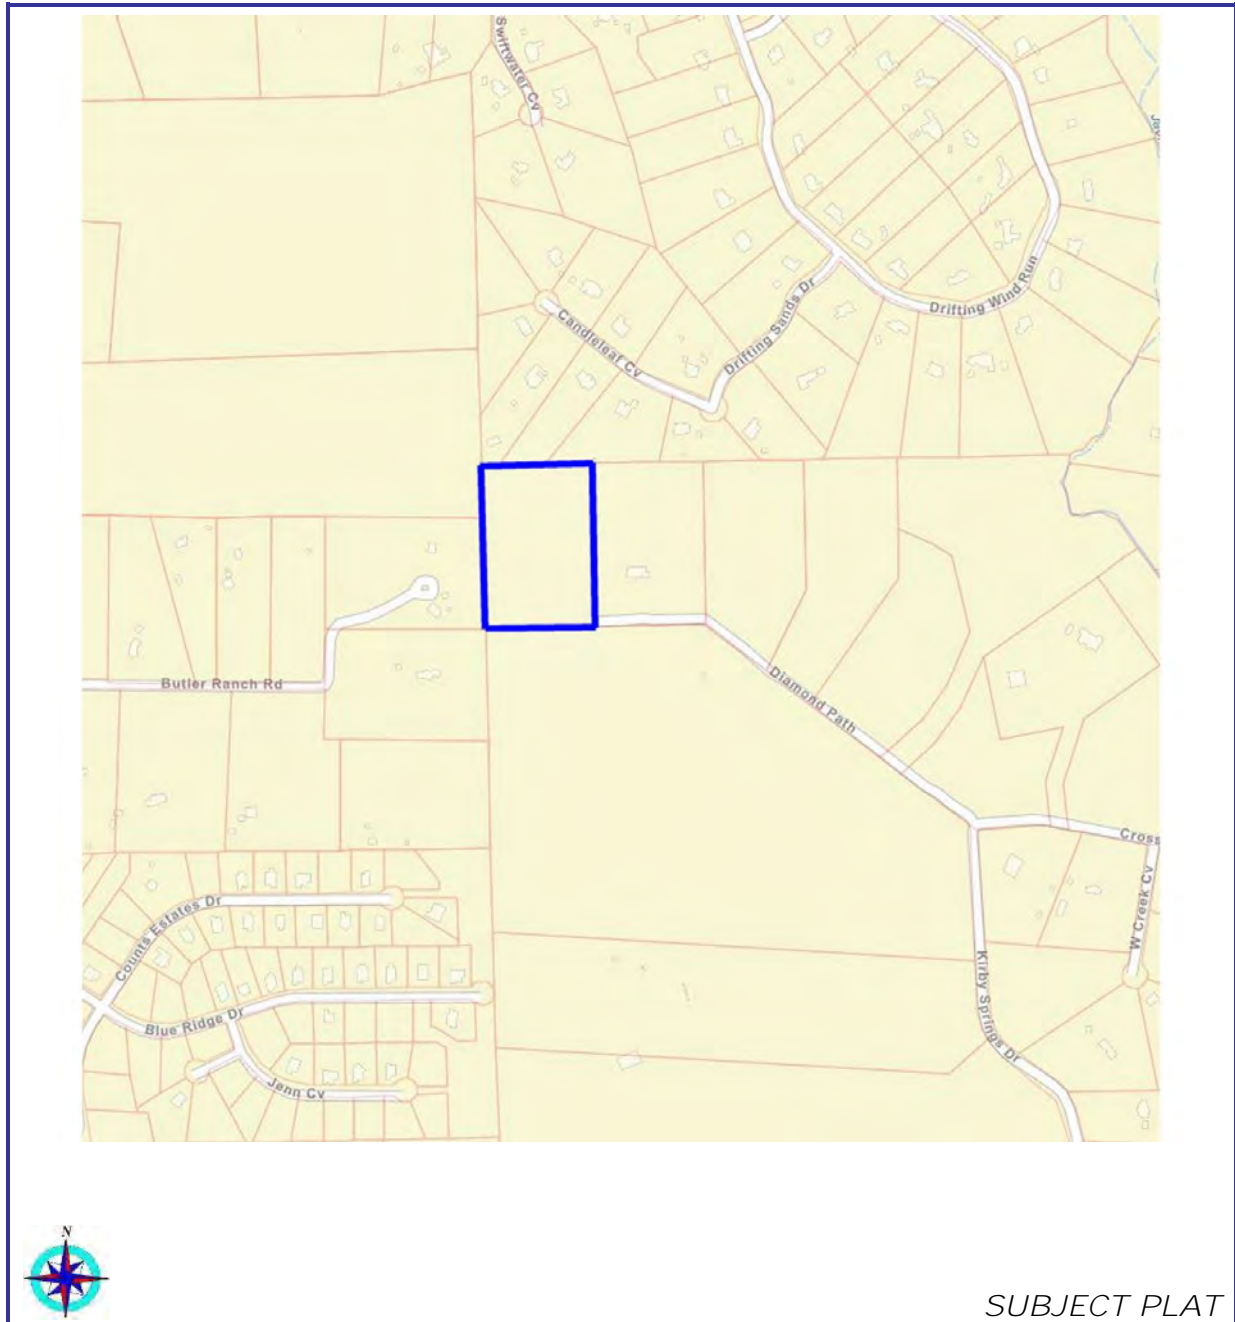 Swiftwater Cv
Jay
Drifting Wind Run
Drifting Sands Dr
Candleleaf Cv
Butler Ranch Rd
Diamond Path
Cross
W Creek Cv
Counts Estates Dr
Kirby Springs Dr
Blue Ridge Dr
Jenn Cv
N
SUBJECT PLAT